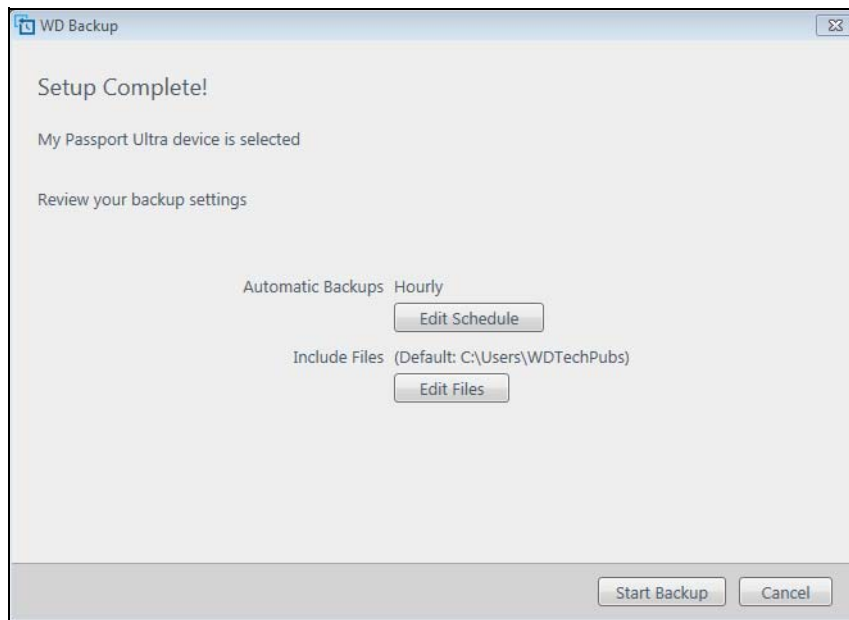 WD Backup
Setup Complete!
My Passport Ultra device is selected
Review your backup settings
Automatic Backups Hourly
Edit Schedule
Include Files (Default: C:\Users\WDTechPubs)
Edit Files
Start Backup Cancel